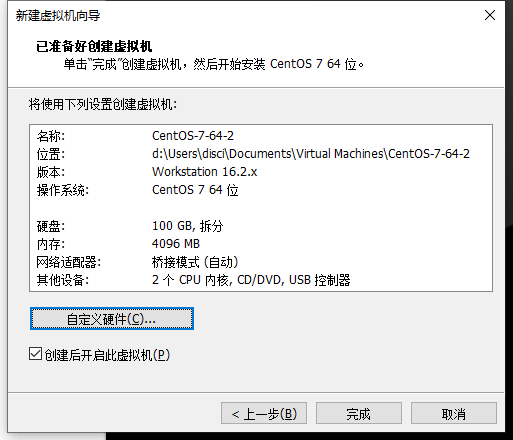 新建虚拟机向导
已准备好创建虚拟机
单击“完成”创建虚拟机，然后开始安装 CentOS 7 64 位。
将使用下列设置创建虚拟机:
名称: CentOS-7-64-2
位置: d:\Users\disci\Documents\Virtual Machines\CentOS-7-64-2
版本: Workstation 16.2.x
操作系统: CentOS 7 64 位
硬盘: 100 GB, 拆分
内存: 4096 MB
网络适配器: 桥接模式 (自动)
其他设备: 2 个 CPU 内核, CD/DVD, USB 控制器
自定义硬件(C)...
创建后开启此虚拟机(P)
< 上一步(B) 完成 取消